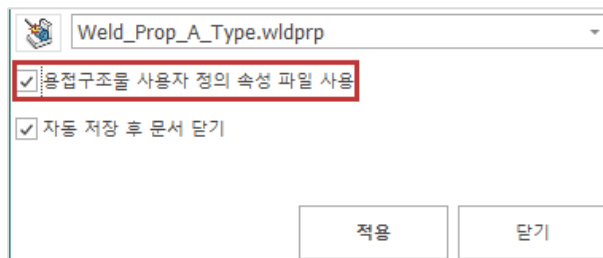 Weld_Prop_A_Type.wldprp
용접구조물 사용자 정의 속성 파일 사용
자동 저장 후 문서 닫기
적용 닫기